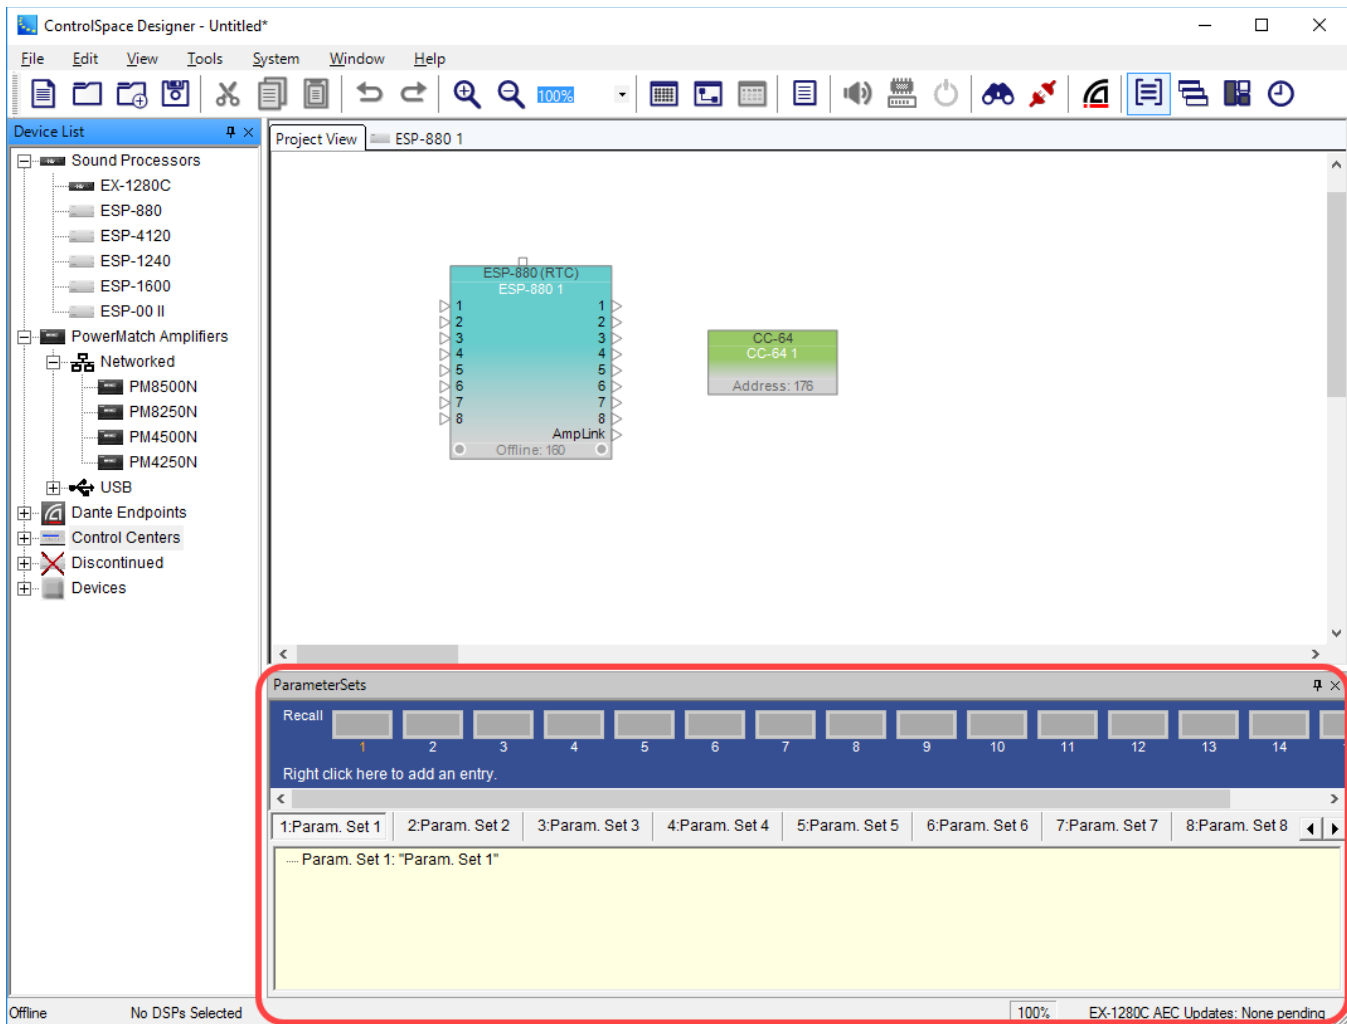 ControlSpace Designer - Untitled*
File Edit View Tools System Window Help
100%
Device List
Sound Processors
EX-1280C
ESP-880
ESP-4120
ESP-1240
ESP-1600
ESP-00 II
PowerMatch Amplifiers
Networked
PM8500N
PM8250N
PM4500N
PM4250N
USB
Dante Endpoints
Control Centers
Discontinued
Devices
Project View ESP-880 1
ESP-880 (RTC)
ESP-880 1
1 1
2 2
3 3
4 4
5 5
6 6
7 7
8 8
AmpLink
Offline: 160
CC-64
CC-64 1
Address: 176
ParameterSets
Recall
1 2 3 4 5 6 7 8 9 10 11 12 13 14
Right click here to add an entry.
1:Param. Set 1 2:Param. Set 2 3:Param. Set 3 4:Param. Set 4 5:Param. Set 5 6:Param. Set 6 7:Param. Set 7 8:Param. Set 8
Param. Set 1: "Param. Set 1"
Offline No DSPs Selected 100% EX-1280C AEC Updates: None pending